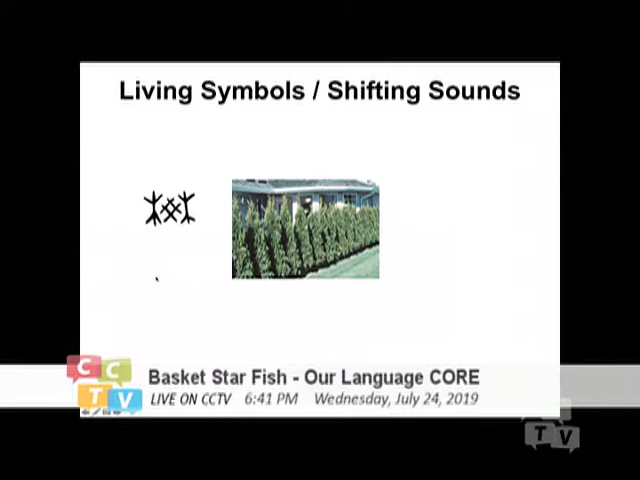 Living Symbols / Shifting Sounds
Basket Star Fish - Our Language CORE
LIVE ON CCTV 6:41 PM Wednesday, July 24, 2019
C C
T V
T V